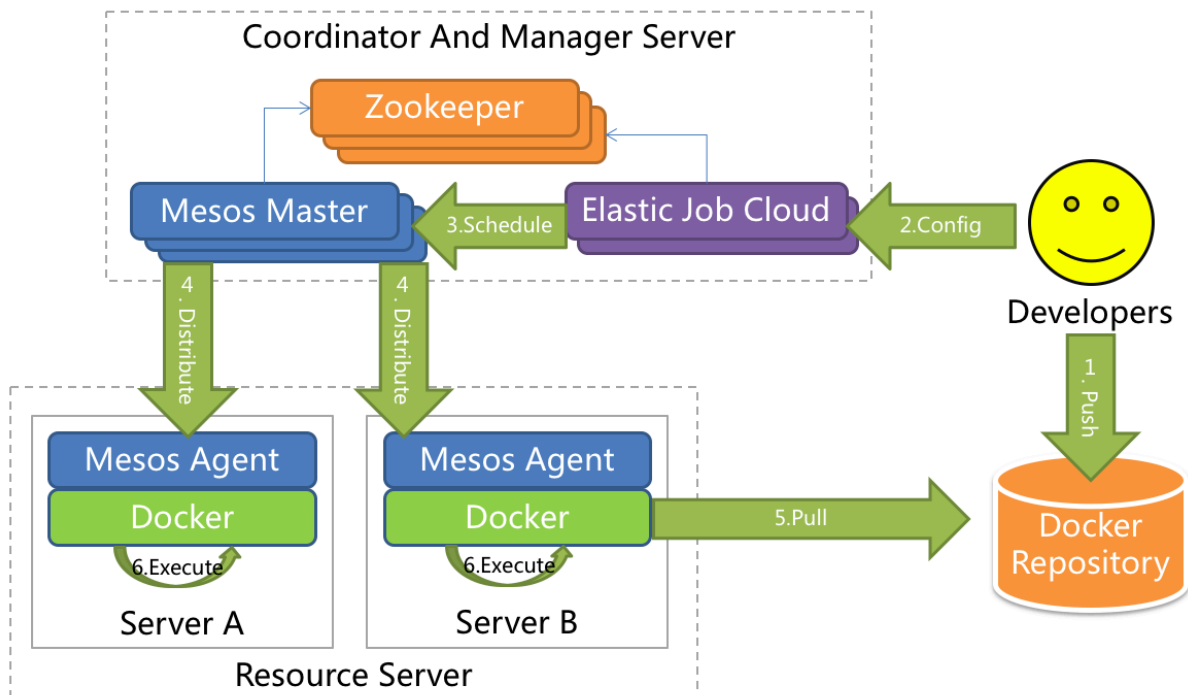 Coordinator And Manager Server
Zookeeper
Mesos Master
3.Schedule
Elastic Job Cloud
2.Config
Developers
4. Distribute
4. Distribute
1. Push
Mesos Agent
Docker
6.Execute
Server A
Mesos Agent
Docker
6.Execute
Server B
5.Pull
Docker
Repository
Resource Server